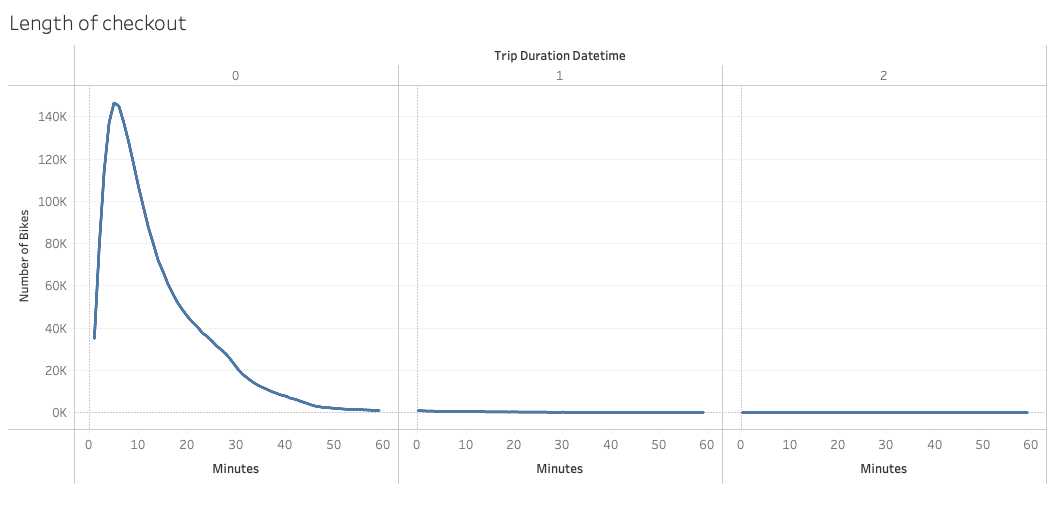 Length of checkout
Trip Duration Datetime
0 1 2
140K
120K
100K
80K
60K
40K
20K
0K
Number of Bikes
0 10 20 30 40 50 60 0 10 20 30 40 50 60 0 10 20 30 40 50 60
Minutes Minutes Minutes